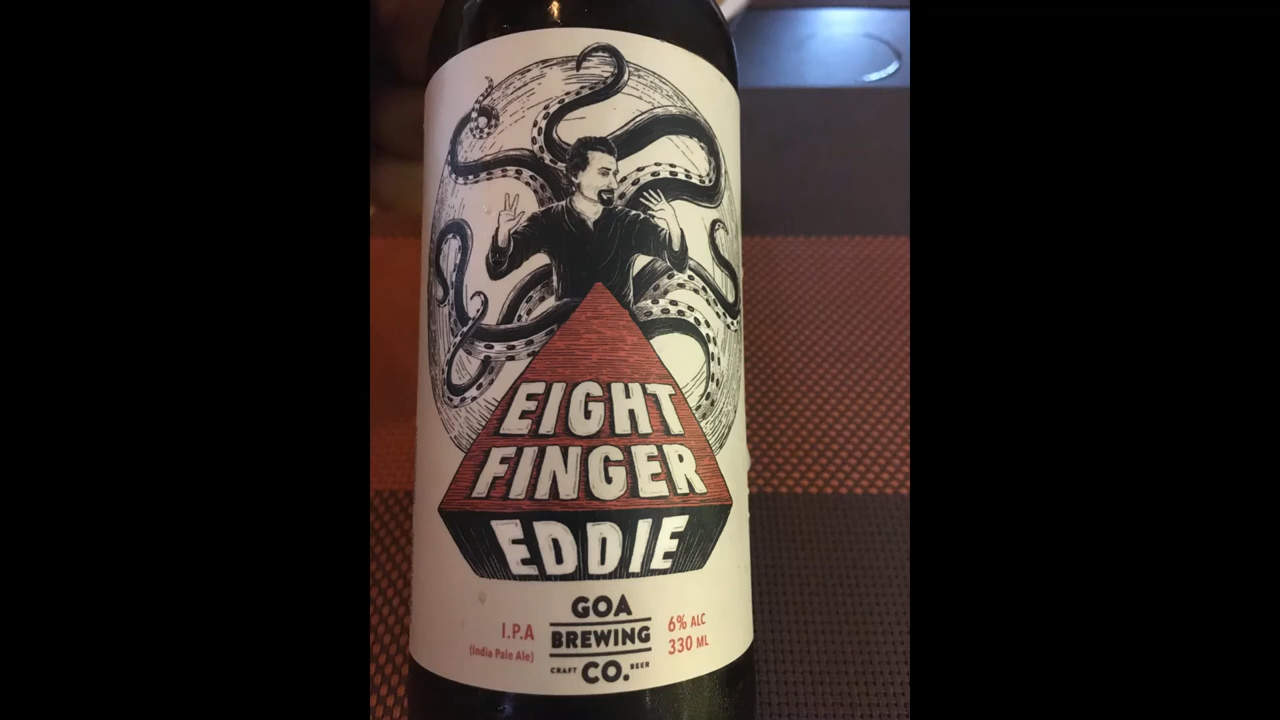 EIGHT
FINGER
EDDIE
GOA
BREWING
CRAFT CO. BEER
I.P.A
(India Pale Ale)
6% ALC
330 ML